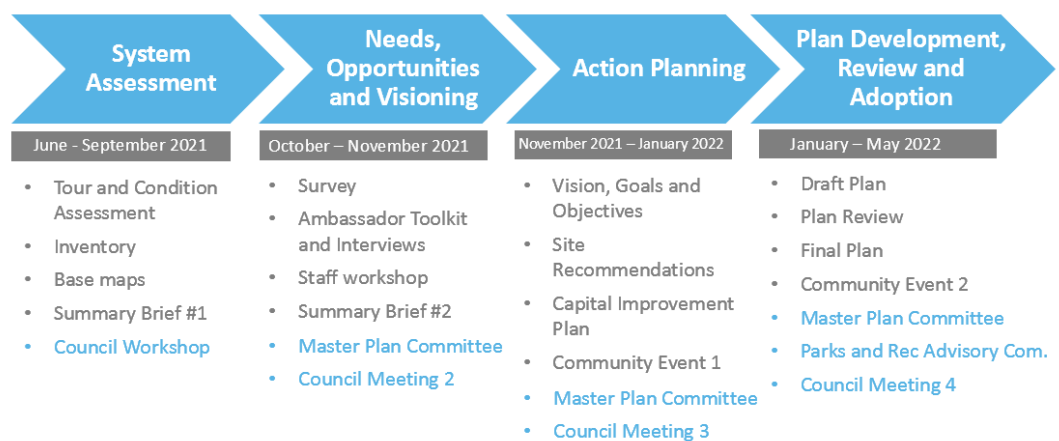 System
Assessment
June - September 2021
• Tour and Condition
Assessment
• Inventory
• Base maps
• Summary Brief #1
• Council Workshop
Needs,
Opportunities
and Visioning
October – November 2021
• Survey
• Ambassador Toolkit
and Interviews
• Staff workshop
• Summary Brief #2
• Master Plan Committee
• Council Meeting 2
Action Planning
November 2021 – January 2022
• Vision, Goals and
Objectives
• Site
Recommendations
• Capital Improvement
Plan
• Community Event 1
• Master Plan Committee
• Council Meeting 3
Plan Development,
Review and
Adoption
January – May 2022
• Draft Plan
• Plan Review
• Final Plan
• Community Event 2
• Master Plan Committee
• Parks and Rec Advisory Com.
• Council Meeting 4